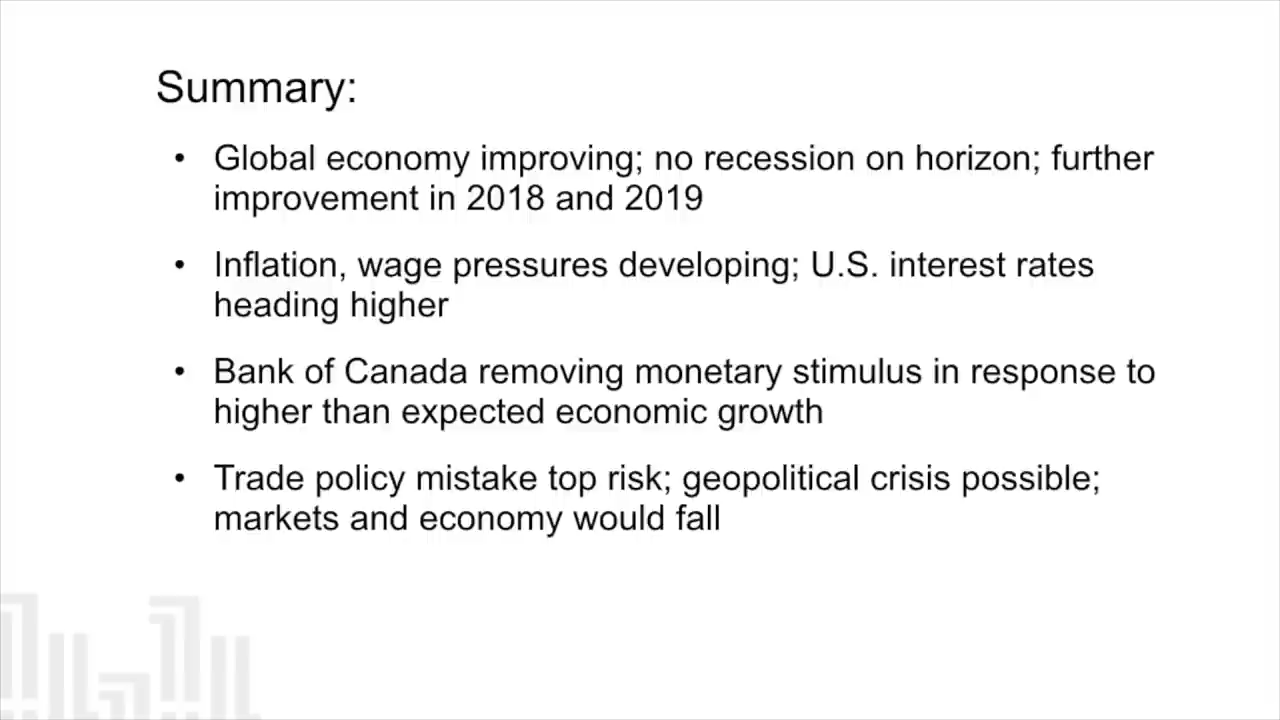 Summary:
• Global economy improving; no recession on horizon; further
improvement in 2018 and 2019
• Inflation, wage pressures developing; U.S. interest rates
heading higher
• Bank of Canada removing monetary stimulus in response to
higher than expected economic growth
• Trade policy mistake top risk; geopolitical crisis possible;
markets and economy would fall